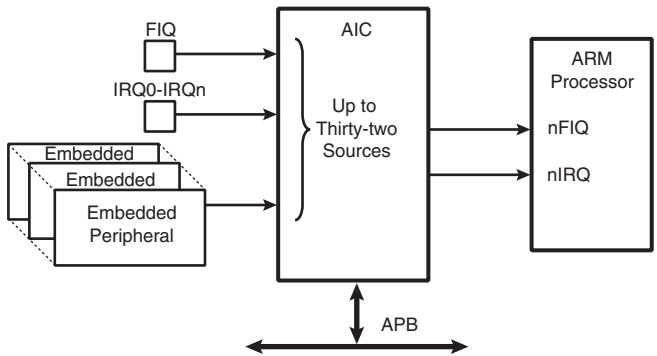 FIQ
IRQ0-IRQn
Embedded
Embedded
Embedded
Peripheral
AIC
Up to
Thirty-two
Sources
ARM
Processor
nFIQ
nIRQ
APB